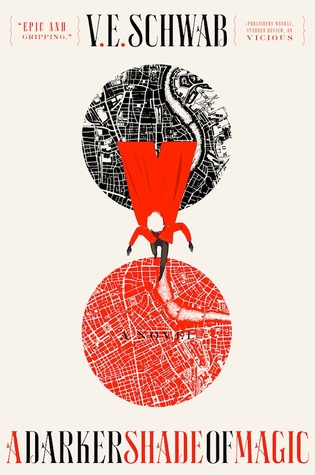 "EPIC AND
GRIPPING."
V.E. SCHWAB
—PUBLISHERS WEEKLY,
STARRED REVIEW, ON
VICIOUS
A NOVEL
A DARKER SHADE OF MAGIC